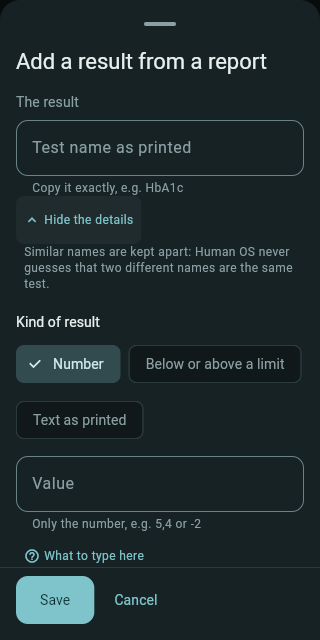 Add a result from a report
The result
Test name as printed
Copy it exactly, e.g. HbA1c
Hide the details
Similar names are kept apart: Human OS never
guesses that two different names are the same
test.
Kind of result
Number
Below or above a limit
Text as printed
Value
Only the number, e.g. 5,4 or -2
What to type here
Save
Cancel